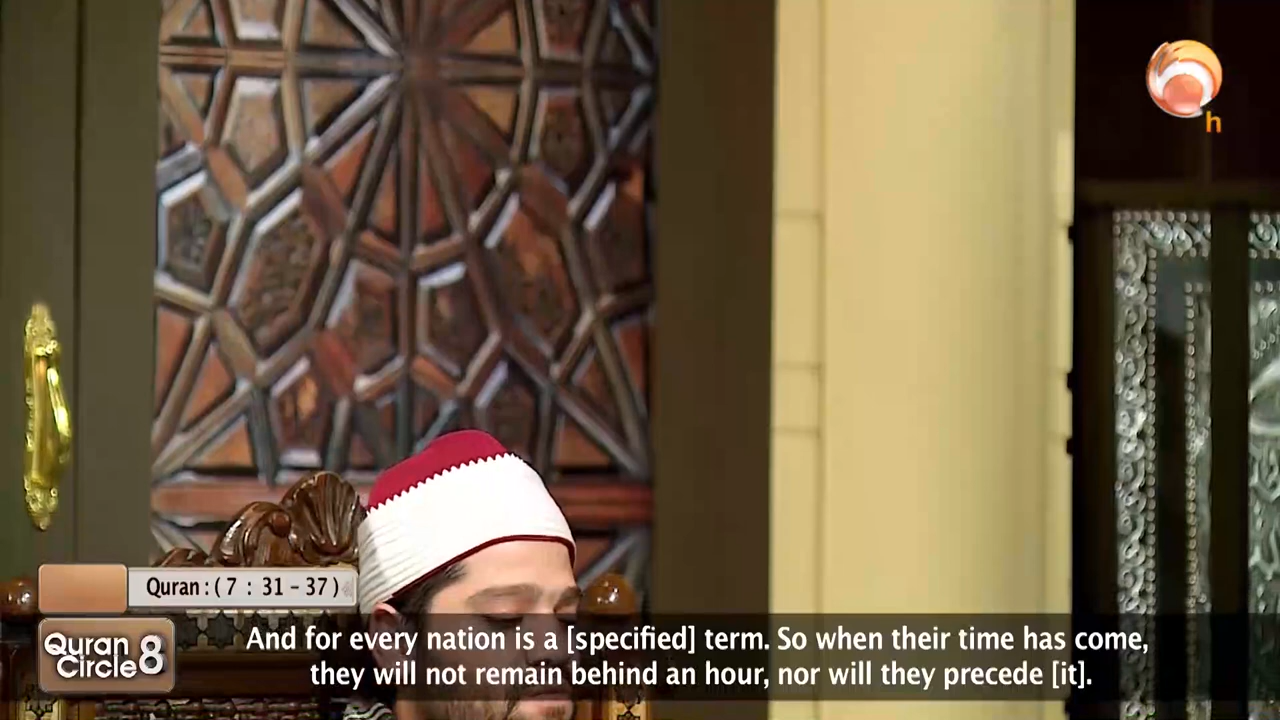 h
Quran : ( 7 : 31 – 37 )
Quran
Circle 8
And for every nation is a [specified] term. So when their time has come,
they will not remain behind an hour, nor will they precede [it].